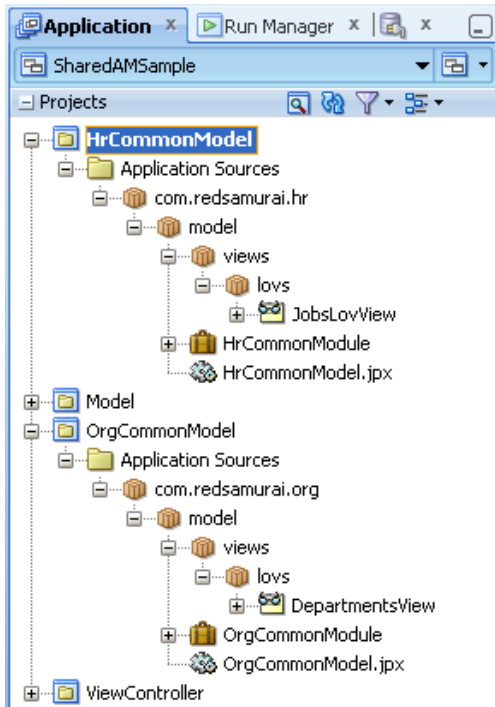 Application x Run Manager x x
SharedAMSample
Projects
HrCommonModel
Application Sources
com.redsamurai.hr
model
views
lovs
JobsLovView
HrCommonModule
HrCommonModel.jpx
Model
OrgCommonModel
Application Sources
com.redsamurai.org
model
views
lovs
DepartmentsView
OrgCommonModule
OrgCommonModel.jpx
ViewController